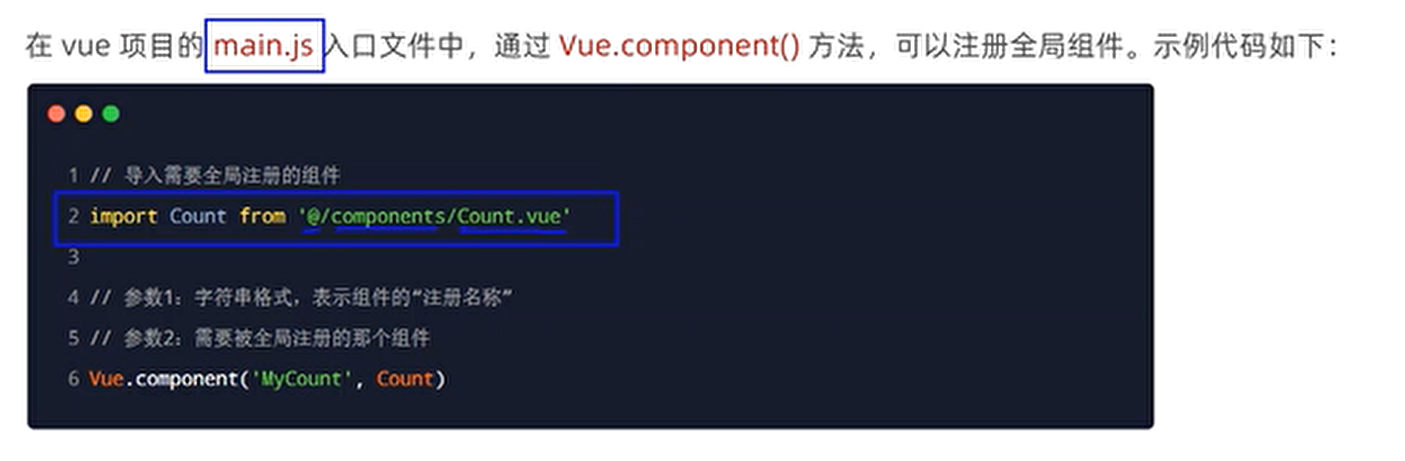 在 vue 项目的 main.js 入口文件中，通过 Vue.component() 方法，可以注册全局组件。示例代码如下：
1 // 导入需要全局注册的组件
2 import Count from '@/components/Count.vue'
3
4 // 参数1：字符串格式，表示组件的“注册名称”
5 // 参数2：需要被全局注册的那个组件
6 Vue.component('MyCount', Count)